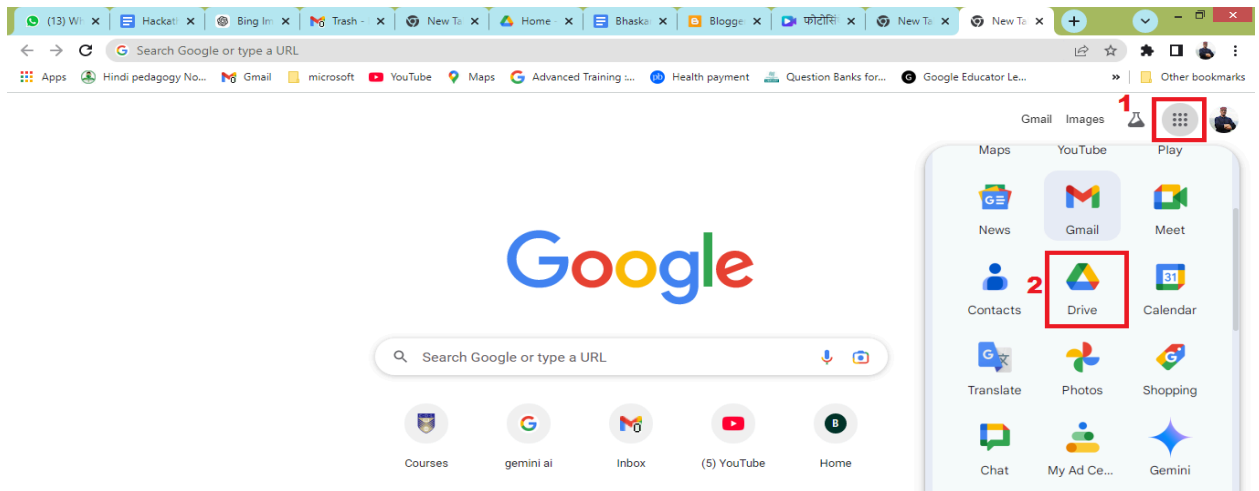 (13) Wh Hackath Bing Im Trash - New Ta Home - Bhaska Blogge फोटोसिं New Ta New Ta
Search Google or type a URL
Apps Hindi pedagogy No... Gmail microsoft YouTube Maps Advanced Training :... Health payment Question Banks for... Google Educator Le... » Other bookmarks
1
Gmail Images
Maps YouTube Play
News Gmail Meet
31
2
Contacts Drive Calendar
Google
Search Google or type a URL
Translate Photos Shopping
Courses gemini ai Inbox (5) YouTube Home
Chat My Ad Ce... Gemini